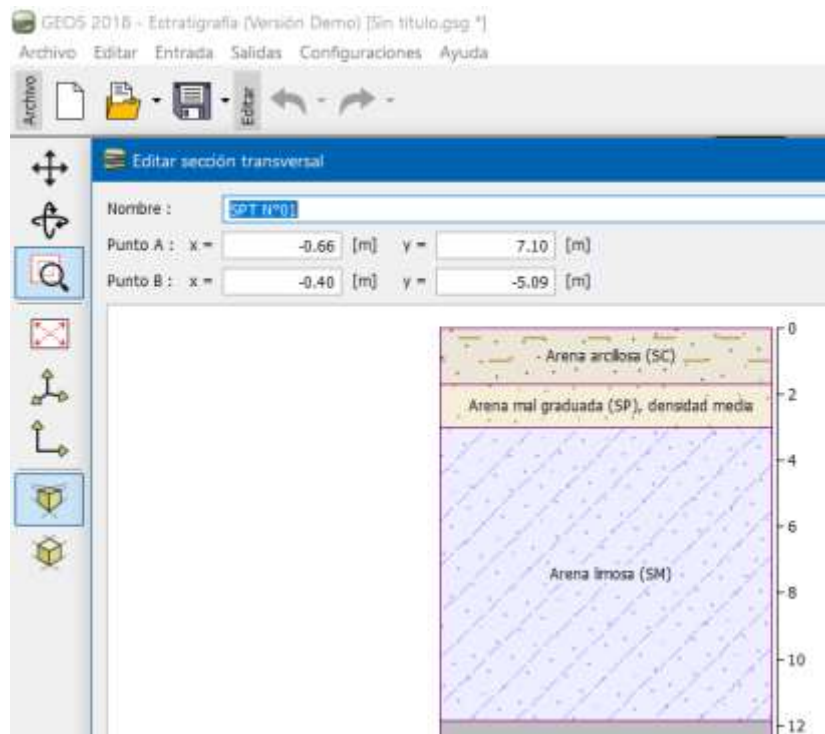 GEO5 2018 - Estratigrafía (Versión Demo) [Sin título.gsg *]
Archivo Editar Entrada Salidas Configuraciones Ayuda
Archivo
Editar
Editar sección transversal
Nombre : SPT N°01
Punto A : x = -0.66 [m] y = 7.10 [m]
Punto B : x = -0.40 [m] y = -5.09 [m]
0
Arena arcillosa (SC)
2
Arena mal graduada (SP), densidad media
4
6
Arena limosa (SM)
8
10
12